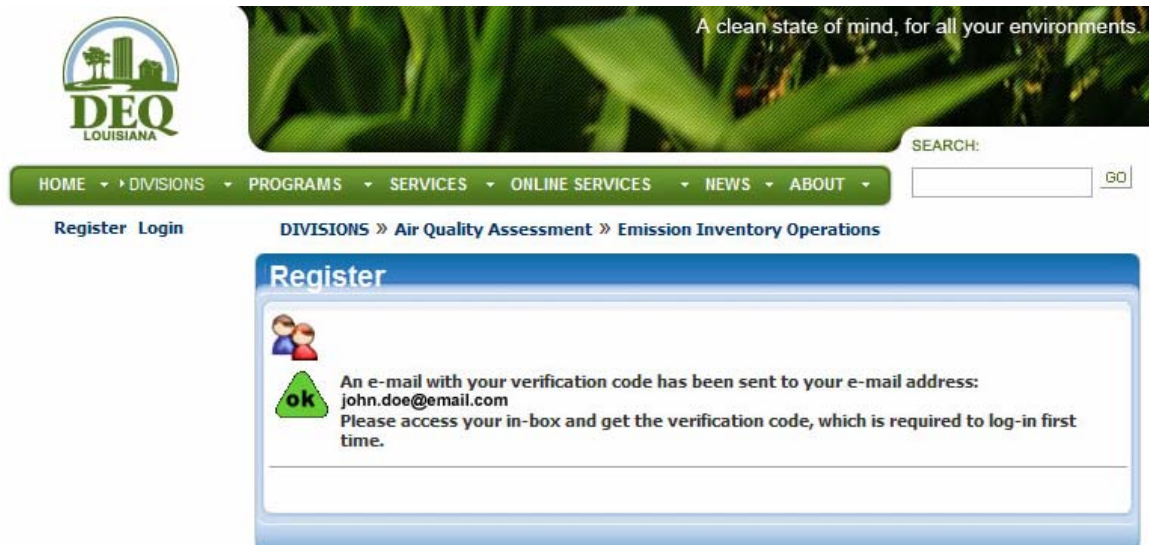 A clean state of mind, for all your environments.
DEQ
LOUISIANA
SEARCH:
HOME DIVISIONS PROGRAMS SERVICES ONLINE SERVICES NEWS ABOUT GO
Register Login
DIVISIONS » Air Quality Assessment » Emission Inventory Operations
Register
An e-mail with your verification code has been sent to your e-mail address:
ok john.doe@email.com
Please access your in-box and get the verification code, which is required to log-in first
time.